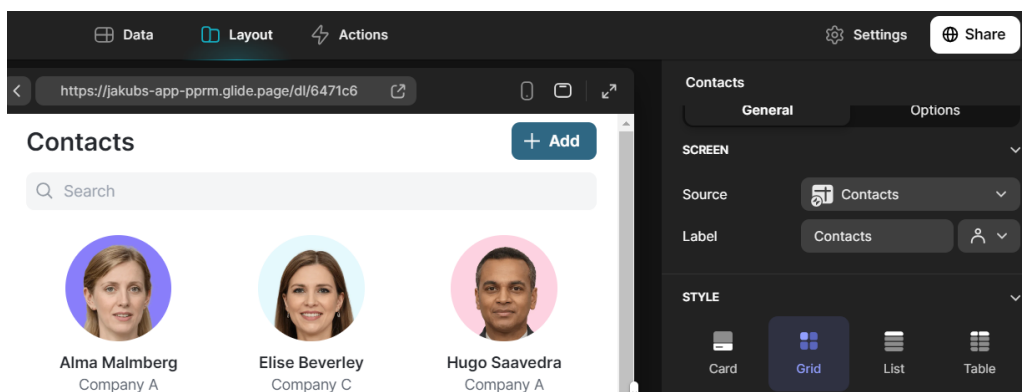 Data Layout Actions Settings Share
https://jakubs-app-pprm.glide.page/dl/6471c6
Contacts
+ Add
Search
Alma Malmberg
Company A
Elise Beverley
Company C
Hugo Saavedra
Company A
Contacts
General Options
SCREEN
Source Contacts
Label Contacts
STYLE
Card Grid List Table